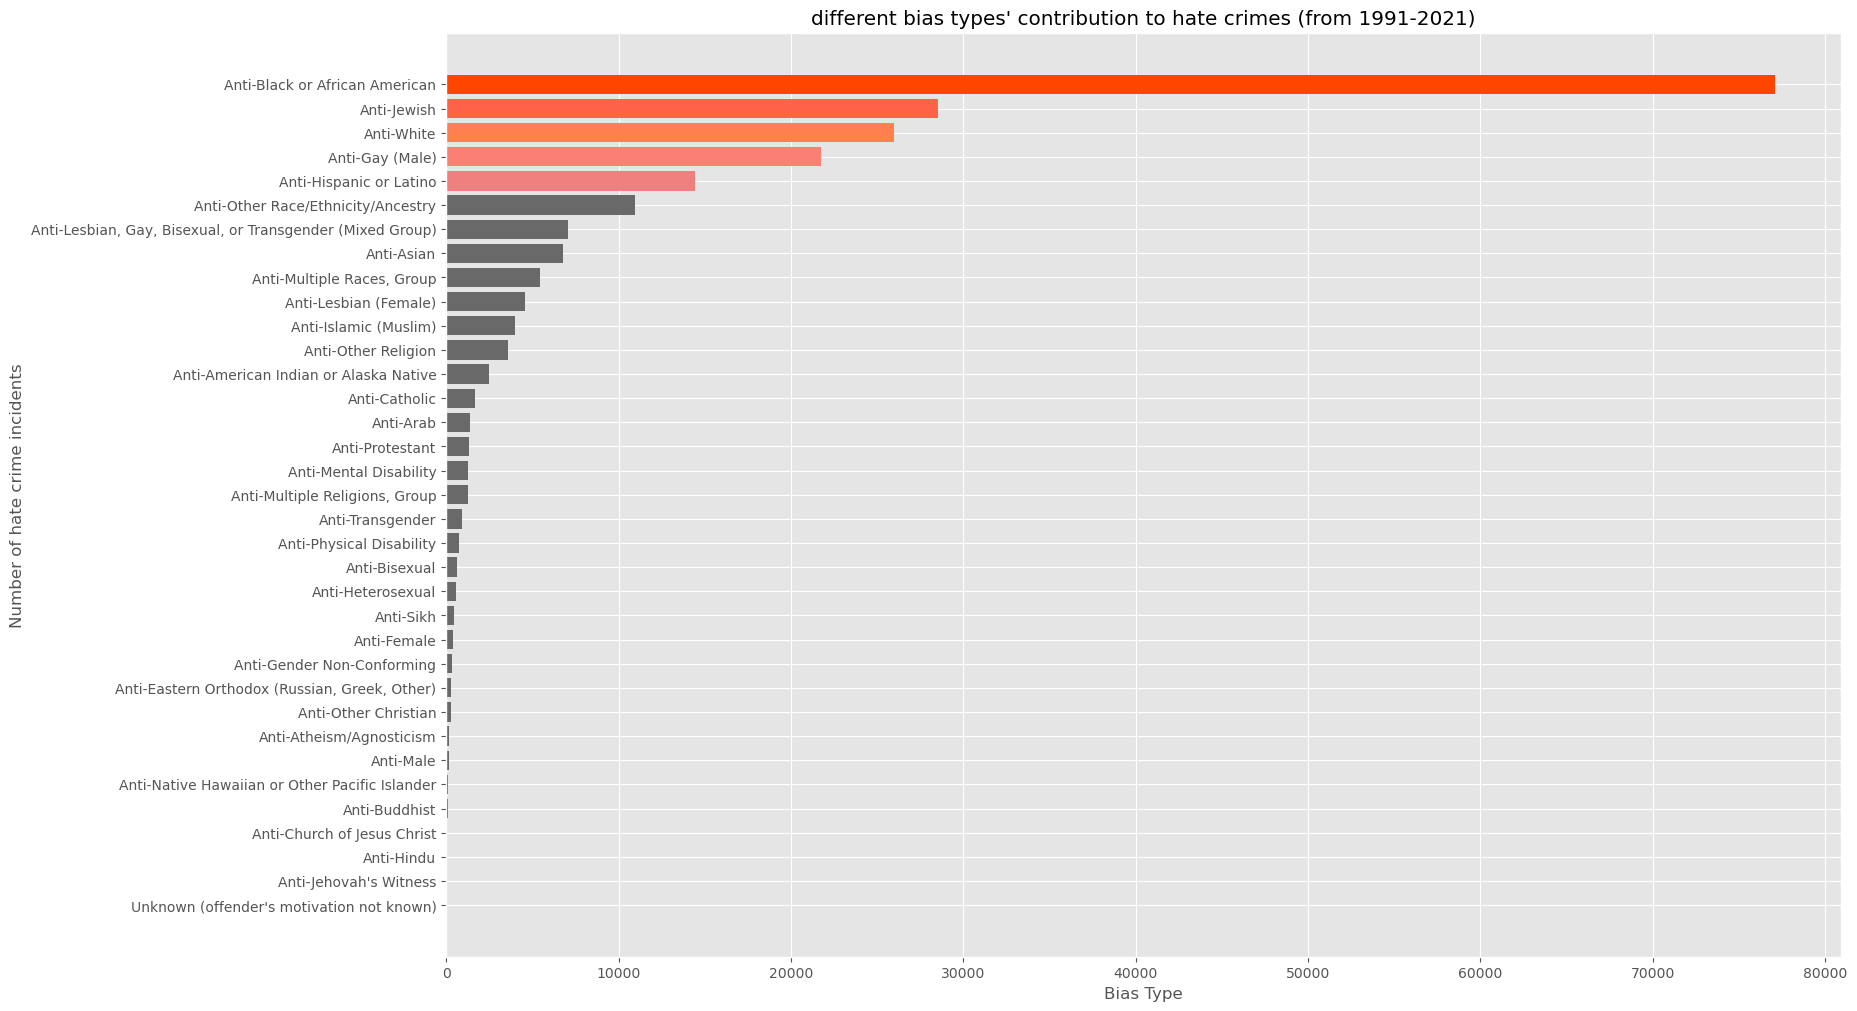 different bias types' contribution to hate crimes (from 1991-2021)
Number of hate crime incidents
Anti-Black or African American
Anti-Jewish
Anti-White
Anti-Gay (Male)
Anti-Hispanic or Latino
Anti-Other Race/Ethnicity/Ancestry
Anti-Lesbian, Gay, Bisexual, or Transgender (Mixed Group)
Anti-Asian
Anti-Multiple Races, Group
Anti-Lesbian (Female)
Anti-Islamic (Muslim)
Anti-Other Religion
Anti-American Indian or Alaska Native
Anti-Catholic
Anti-Arab
Anti-Protestant
Anti-Mental Disability
Anti-Multiple Religions, Group
Anti-Transgender
Anti-Physical Disability
Anti-Bisexual
Anti-Heterosexual
Anti-Sikh
Anti-Female
Anti-Gender Non-Conforming
Anti-Eastern Orthodox (Russian, Greek, Other)
Anti-Other Christian
Anti-Atheism/Agnosticism
Anti-Male
Anti-Native Hawaiian or Other Pacific Islander
Anti-Buddhist
Anti-Church of Jesus Christ
Anti-Hindu
Anti-Jehovah's Witness
Unknown (offender's motivation not known)
0 10000 20000 30000 40000 50000 60000 70000 80000
Bias Type